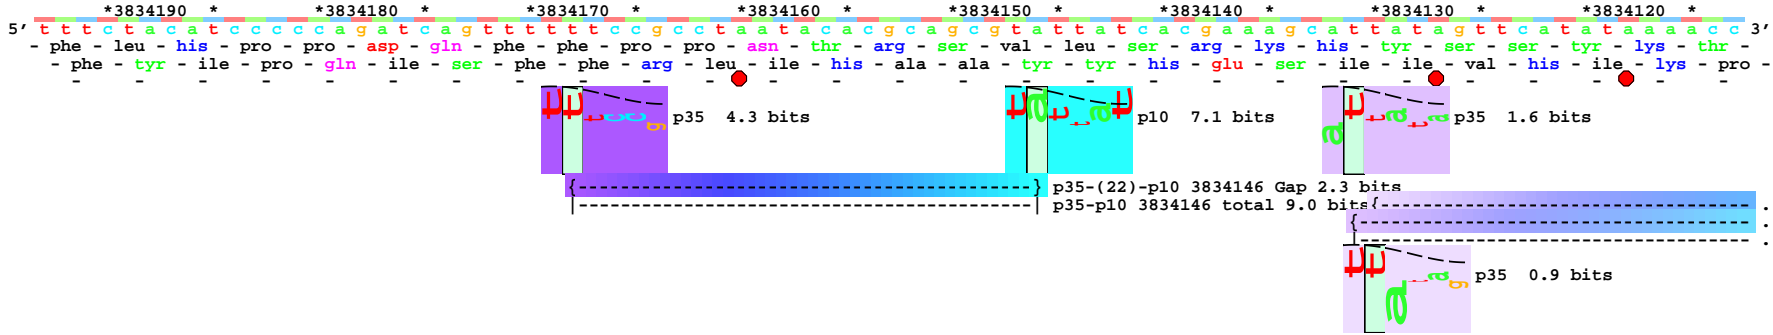 *3834190 * *3834180 * *3834170 * *3834160 * *3834150 * *3834140 * *3834130 * *3834120 *
5' t t t c t a c a t c c c c c a g a t c a g t t t t t c c g c c t a a t a c a c g c a g c g t a t t a t c a c g a a a g c a t t a t a g t t c a t a t a a a a c c 3'
- phe - leu - his - pro - pro - asp - gln - phe - phe - pro - pro - asn - thr - arg - ser - val - leu - ser - arg - lys - his - tyr - ser - ser - tyr - lys - thr -
- phe - tyr - ile - pro - gln - ile - ser - phe - phe - arg - leu - ile - his - ala - ala - tyr - tyr - his - glu - ser - ile - ile - val - his - ile - lys - pro -
t t t c c g p35 4.3 bits
t a t t a t p10 7.1 bits
a t t a t a p35 1.6 bits
{--------------------------------------} p35-(22)-p10 3834146 Gap 2.3 bits
|--------------------------------------| p35-p10 3834146 total 9.0 bits
t t a t a g p35 0.9 bits